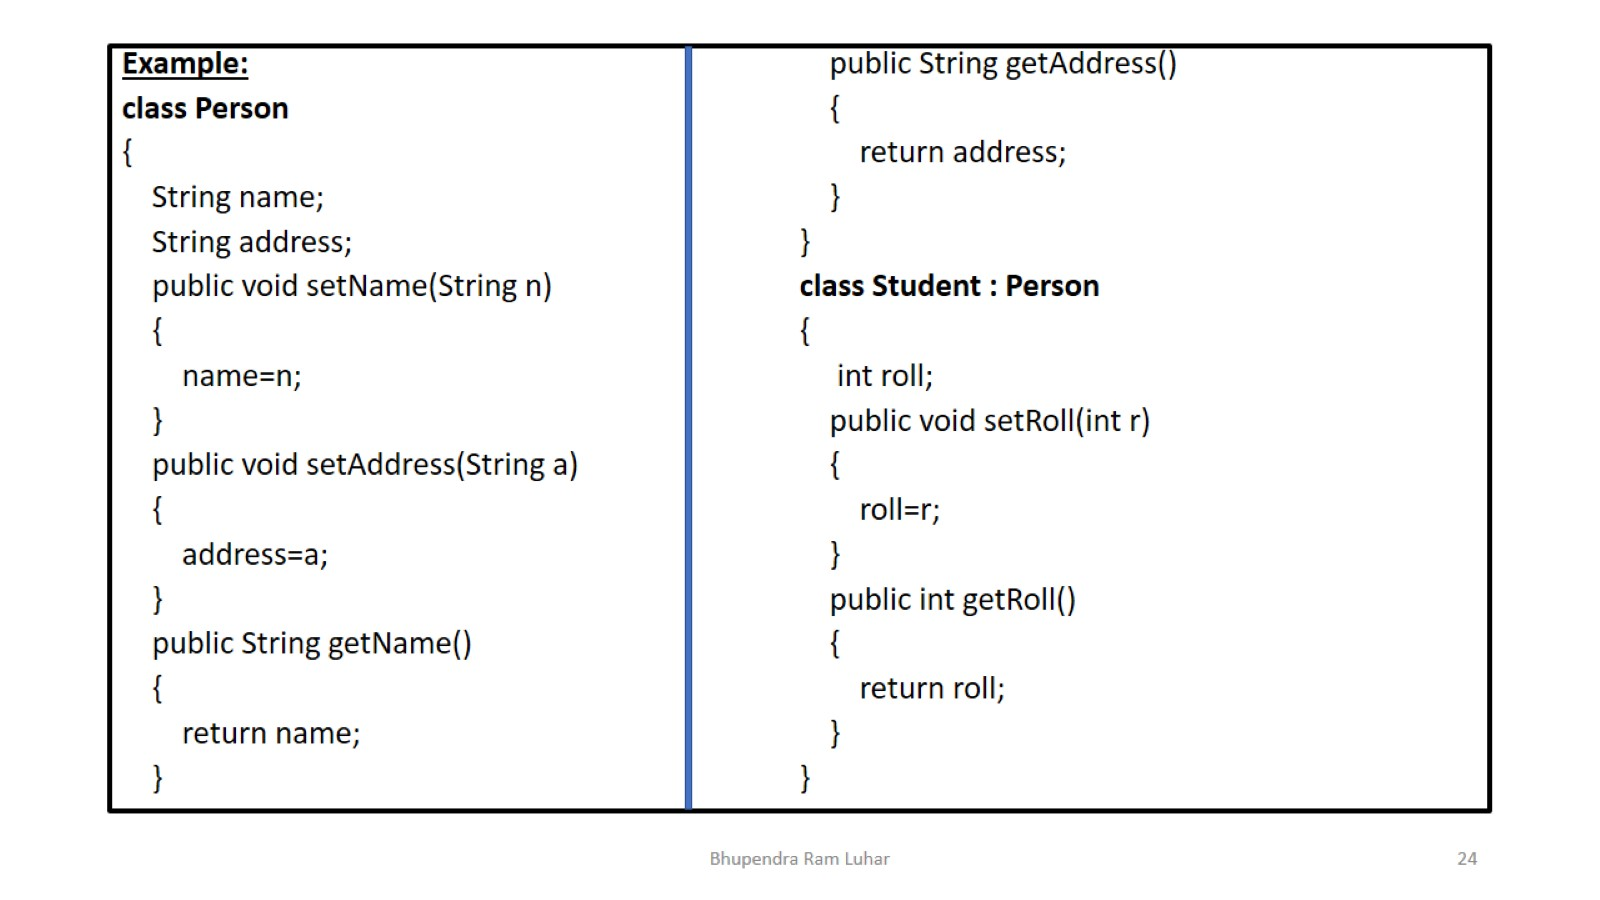 Example:
class Person
{
String name;
String address;
public void setName(String n)
{
name=n;
}
public void setAddress(String a)
{
address=a;
}
public String getName()
{
return name;
}
public String getAddress()
{
return address;
}
}
class Student : Person
{
int roll;
public void setRoll(int r)
{
roll=r;
}
public int getRoll()
{
return roll;
}
}
Bhupendra Ram Luhar
24